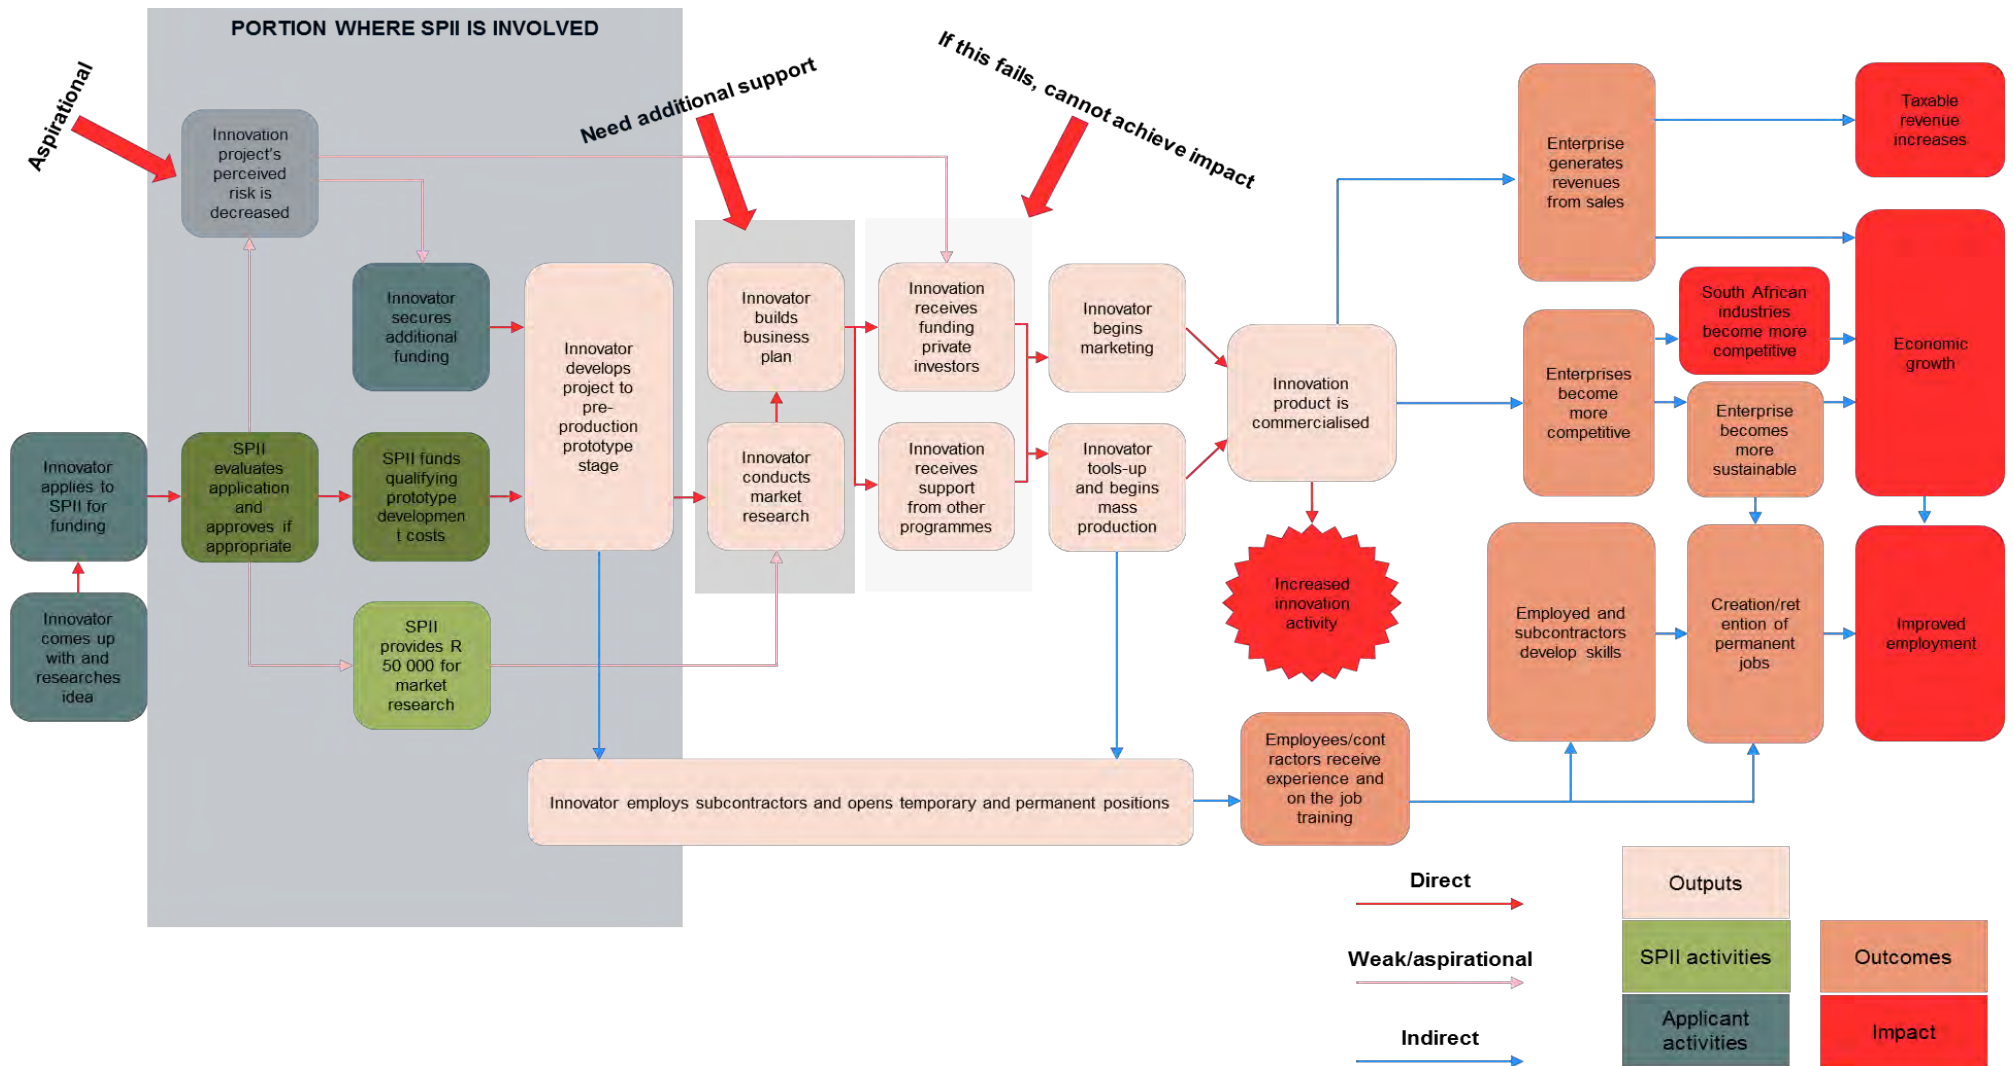 PORTION WHERE SPII IS INVOLVED
Aspirational
Need additional support
If this fails, cannot achieve impact
Innovation
project's
perceived
risk is
decreased
Innovator
secures
additional
funding
Innovator
applies to
SPII for
funding
Innovator
comes up
with and
researches
idea
SPII
evaluates
application
and
approves if
appropriate
SPII funds
qualifying
prototype
developmen
t costs
SPII
provides R
50 000 for
market
research
Innovator
develops
project to
pre-
production
prototype
stage
Innovator
builds
business
plan
Innovator
conducts
market
research
Innovation
receives
funding
private
investors
Innovation
receives
support
from other
programmes
Innovator
begins
marketing
Innovator
tools-up
and begins
mass
production
Innovation
product is
commercialised
Increased
innovation
activity
Innovator employs subcontractors and opens temporary and permanent positions
Employees/cont
ractors receive
experience and
on the job
training
Enterprise
generates
revenues
from sales
Enterprises
become
more
competitive
South African
industries
become more
competitive
Enterprise
becomes
more
sustainable
Employed and
subcontractors
develop skills
Creation/ret
ention of
permanent
jobs
Taxable
revenue
increases
Economic
growth
Improved
employment
Direct
Weak/aspirational
Indirect
Outputs
SPII activities
Applicant
activities
Outcomes
Impact